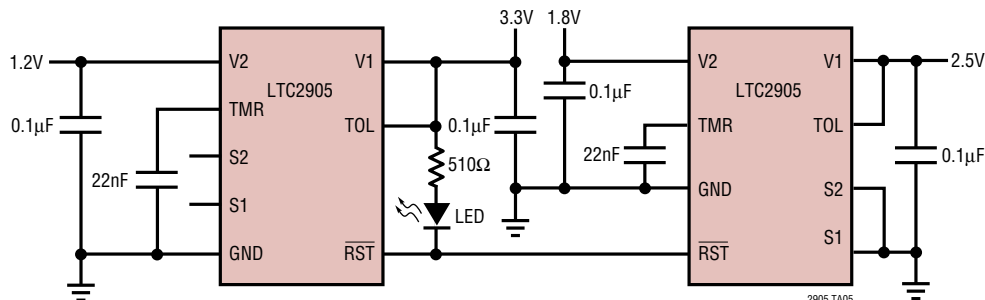 3.3V 1.8V
1.2V V2 V1 V2 V1 2.5V
LTC2905 LTC2905
0.1µF
TMR
0.1µF TOL 0.1µF TMR TOL
S2 22nF 0.1µF
22nF 510Ω
GND S2
S1 LED
S1
GND RST RST
2905 TA05